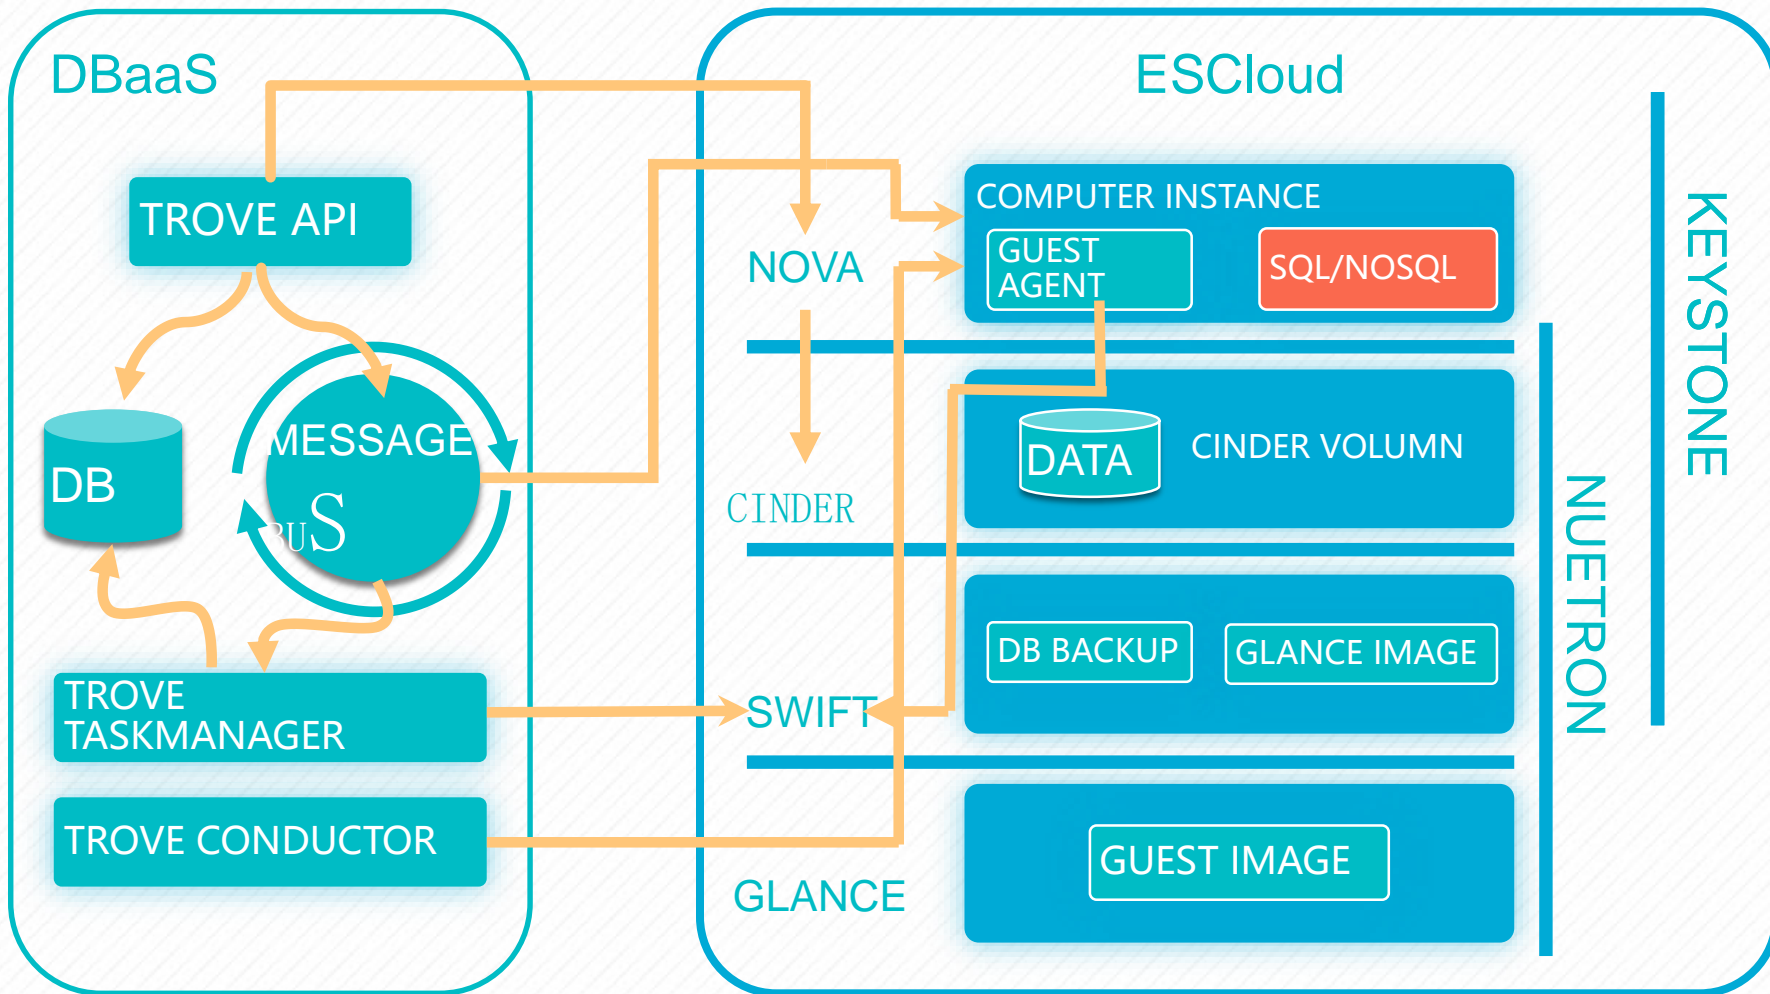 DBaaS
TROVE API
DB
MESSAGE
BUS
TROVE
TASKMANAGER
TROVE CONDUCTOR
ESCloud
NOVA
COMPUTER INSTANCE
GUEST
AGENT
SQL/NOSQL
CINDER
DATA
CINDER VOLUMN
SWIFT
DB BACKUP
GLANCE IMAGE
GLANCE
GUEST IMAGE
NUETRON
KEYSTONE